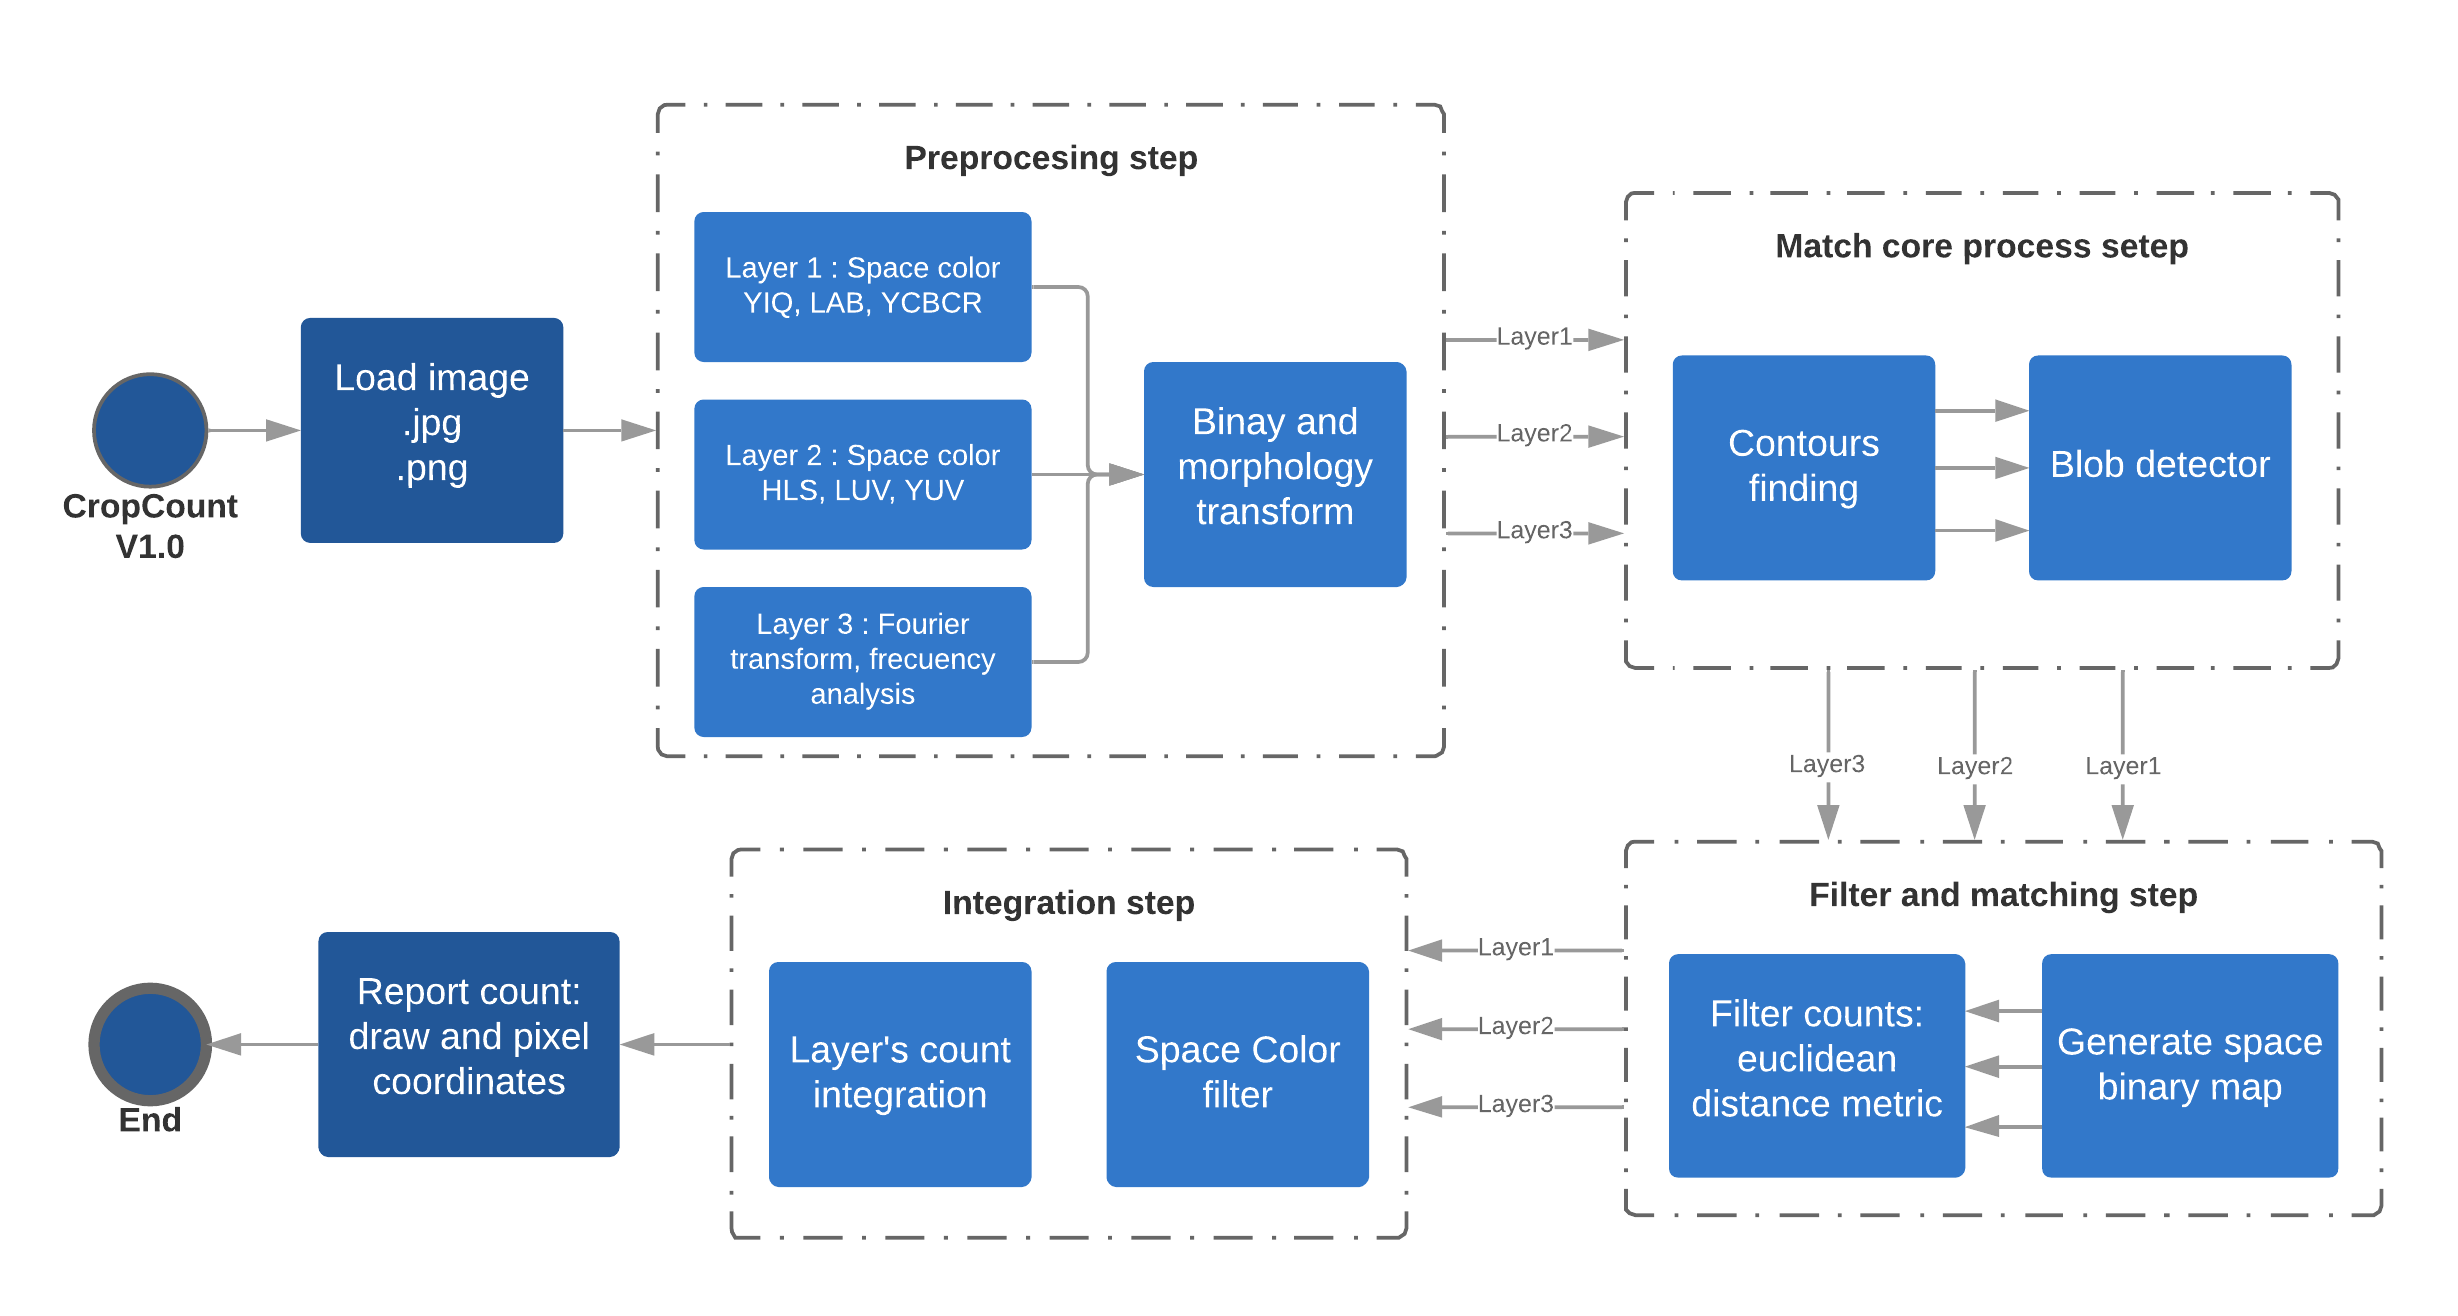 CropCount
V1.0
Load image
.jpg
.png
Preprocesing step
Layer 1 : Space color
YIQ, LAB, YCBCR
Layer 2 : Space color
HLS, LUV, YUV
Layer 3 : Fourier
transform, frecuency
analysis
Binay and
morphology
transform
Layer1
Layer2
Layer3
Match core process setep
Contours
finding
Blob detector
Layer3
Layer2
Layer1
Filter and matching step
Generate space
binary map
Filter counts:
euclidean
distance metric
Layer1
Layer2
Layer3
Integration step
Space Color
filter
Layer's count
integration
Report count:
draw and pixel
coordinates
End